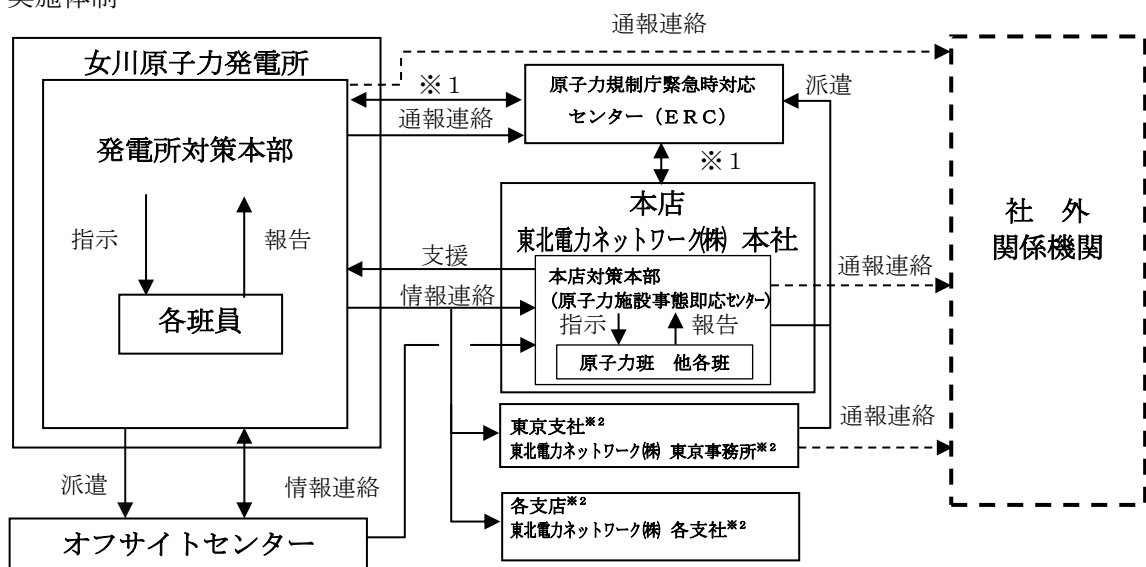 実施体制
通報連絡
女川原子力発電所
※1
通報連絡
原子力規制庁緊急時対応
センター（ERC）
派遣
発電所対策本部
指示
報告
各班員
※1
本店
東北電力ネットワーク㈱ 本社
支援
情報連絡
本店対策本部
(原子力施設事態即応センター)
指示
報告
原子力班 他各班
通報連絡
社 外
関係機関
東京支社※2
東北電力ネットワーク㈱ 東京事務所※2
通報連絡
各支店※2
東北電力ネットワーク㈱ 各支社※2
派遣
情報連絡
オフサイトセンター